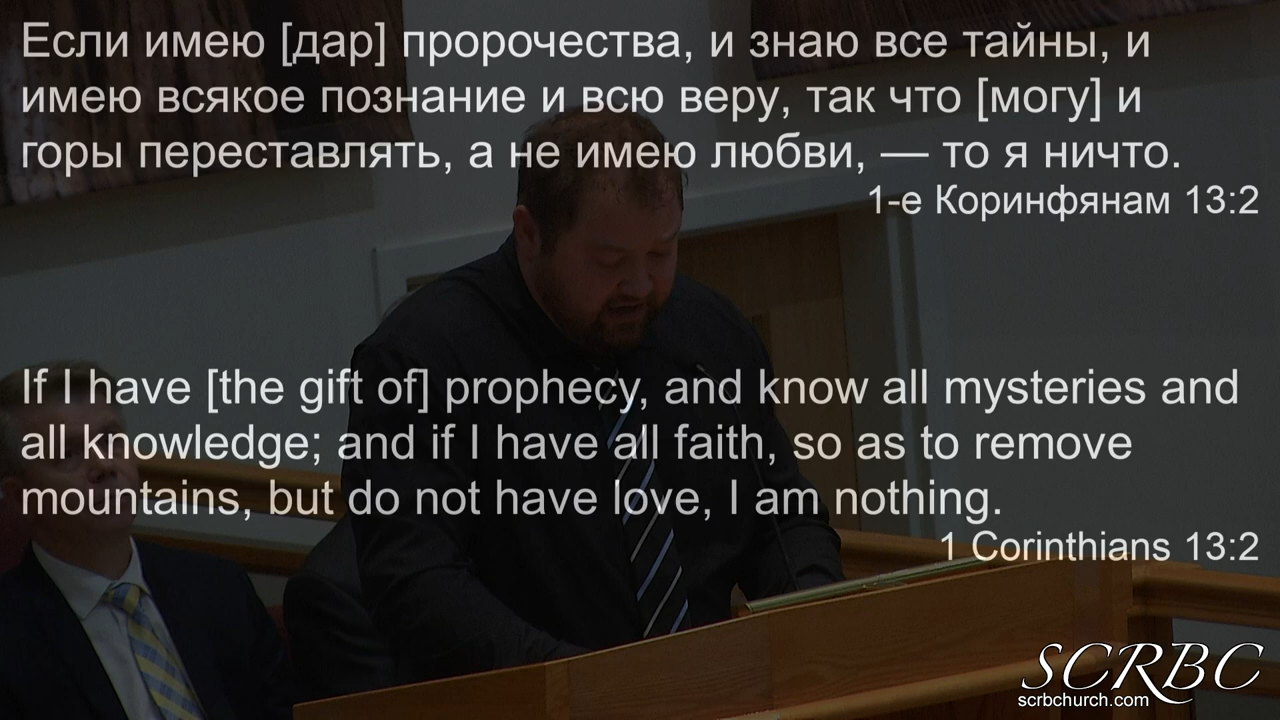 Если имею [дар] пророчества, и знаю все тайны, и
имею всякое познание и всю веру, так что [могу] и
горы переставлять, а не имею любви, — то я ничто.
1-е Коринфянам 13:2
If I have [the gift of] prophecy, and know all mysteries and
all knowledge; and if I have all faith, so as to remove
mountains, but do not have love, I am nothing.
1 Corinthians 13:2
SCRBC
scrbchurch.com